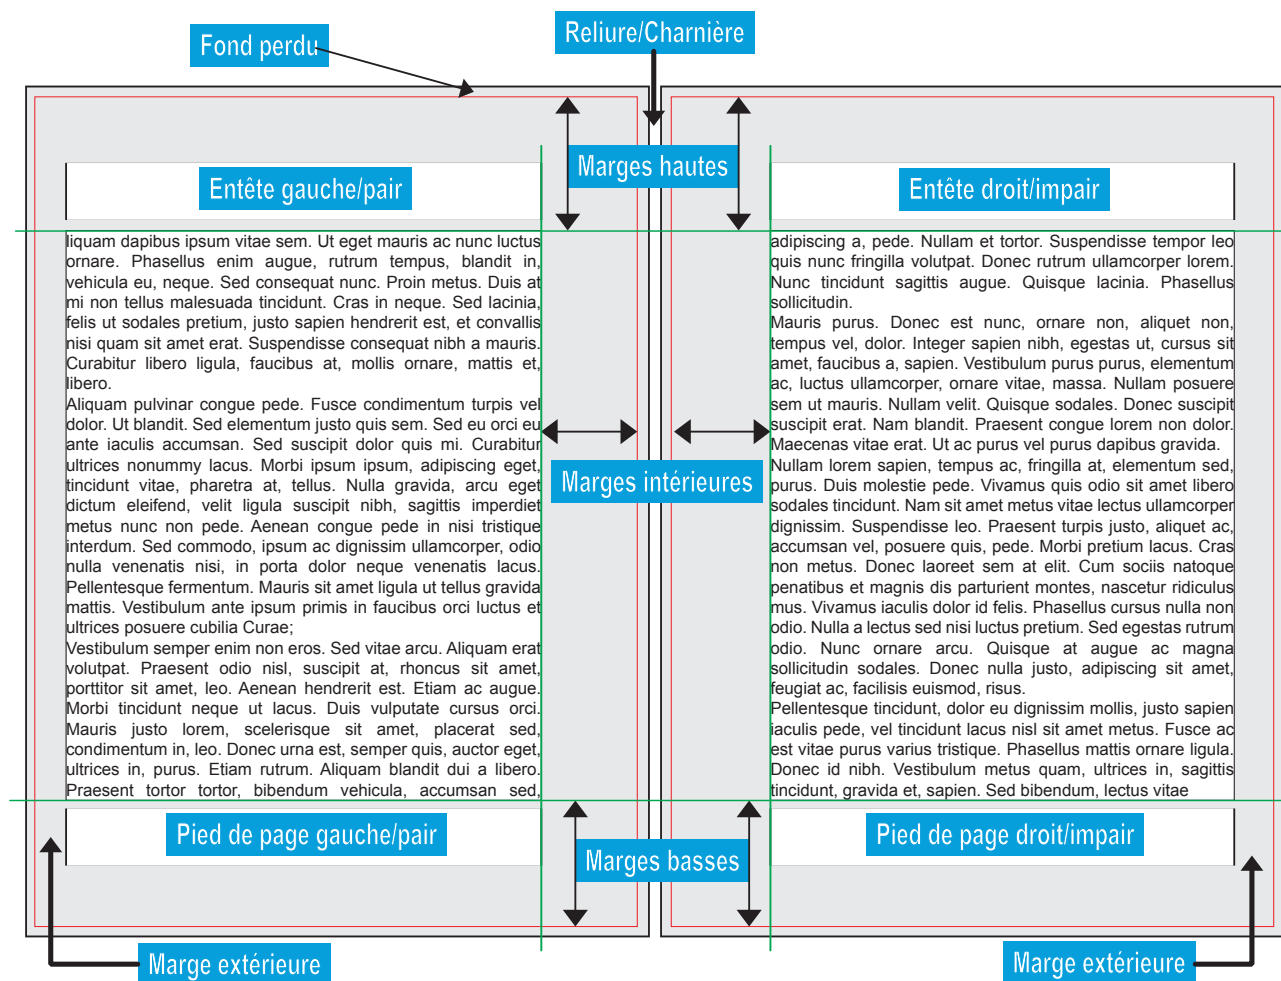 Reliure/Charnière
Fond perdu
Marges hautes
Entête gauche/pair
Entête droit/impair
liquam dapibus ipsum vitae sem. Ut eget mauris ac nunc luctus
ornare. Phasellus enim augue, rutrum tempus, blandit in,
vehicula eu, neque. Sed consequat nunc. Proin metus. Duis at
mi non tellus malesuada tincidunt. Cras in neque. Sed lacinia,
felis ut sodales pretium, justo sapien hendrerit est, et convallis
nisi quam sit amet erat. Suspendisse consequat nibh a mauris.
Curabitur libero ligula, faucibus at, mollis ornare, mattis et,
libero.
Aliquam pulvinar congue pede. Fusce condimentum turpis vel
dolor. Ut blandit. Sed elementum justo quis sem. Sed eu orci eu
ante iaculis accumsan. Sed suscipit dolor quis mi. Curabitur
ultrices nonummy lacus. Morbi ipsum ipsum, adipiscing eget,
tincidunt vitae, pharetra at, tellus. Nulla gravida, arcu eget
dictum eleifend, velit ligula suscipit nibh, sagittis imperdiet
metus nunc non pede. Aenean congue pede in nisi tristique
interdum. Sed commodo, ipsum ac dignissim ullamcorper, odio
nulla venenatis nisi, in porta dolor neque venenatis lacus.
Pellentesque fermentum. Mauris sit amet ligula ut tellus gravida
mattis. Vestibulum ante ipsum primis in faucibus orci luctus et
ultrices posuere cubilia Curae;
Vestibulum semper enim non eros. Sed vitae arcu. Aliquam erat
volutpat. Praesent odio nisl, suscipit at, rhoncus sit amet,
porttitor sit amet, leo. Aenean hendrerit est. Etiam ac augue.
Morbi tincidunt neque ut lacus. Duis vulputate cursus orci.
Mauris justo lorem, scelerisque sit amet, placerat sed,
condimentum in, leo. Donec urna est, semper quis, auctor eget,
ultrices in, purus. Etiam rutrum. Aliquam blandit dui a libero.
Praesent tortor tortor, bibendum vehicula, accumsan sed,
Marges intérieures
adipiscing a, pede. Nullam et tortor. Suspendisse tempor leo
quis nunc fringilla volutpat. Donec rutrum ullamcorper lorem.
Nunc tincidunt sagittis augue. Quisque lacinia. Phasellus
sollicitudin.
Mauris purus. Donec est nunc, ornare non, aliquet non,
tempus vel, dolor. Integer sapien nibh, egestas ut, cursus sit
amet, faucibus a, sapien. Vestibulum purus purus, elementum
ac, luctus ullamcorper, ornare vitae, massa. Nullam posuere
sem ut mauris. Nullam velit. Quisque sodales. Donec suscipit
suscipit erat. Nam blandit. Praesent congue lorem non dolor.
Maecenas vitae erat. Ut ac purus vel purus dapibus gravida.
Nullam lorem sapien, tempus ac, fringilla at, elementum sed,
purus. Duis molestie pede. Vivamus quis odio sit amet libero
sodales tincidunt. Nam sit amet metus vitae lectus ullamcorper
dignissim. Suspendisse leo. Praesent turpis justo, aliquet ac,
accumsan vel, posuere quis, pede. Morbi pretium lacus. Cras
non metus. Donec laoreet sem at elit. Cum sociis natoque
penatibus et magnis dis parturient montes, nascetur ridiculus
mus. Vivamus iaculis dolor id felis. Phasellus cursus nulla non
odio. Nulla a lectus sed nisi luctus pretium. Sed egestas rutrum
odio. Nunc ornare arcu. Quisque at augue ac magna
sollicitudin sodales. Donec nulla justo, adipiscing sit amet,
feugiat ac, facilisis euismod, risus.
Pellentesque tincidunt, dolor eu dignissim mollis, justo sapien
iaculis pede, vel tincidunt lacus nisl sit amet metus. Fusce ac
est vitae purus varius tristique. Phasellus mattis ornare ligula.
Donec id nibh. Vestibulum metus quam, ultrices in, sagittis
tincidunt, gravida et, sapien. Sed bibendum, lectus vitae
Pied de page gauche/pair
Pied de page droit/impair
Marges basses
Marge extérieure
Marge extérieure